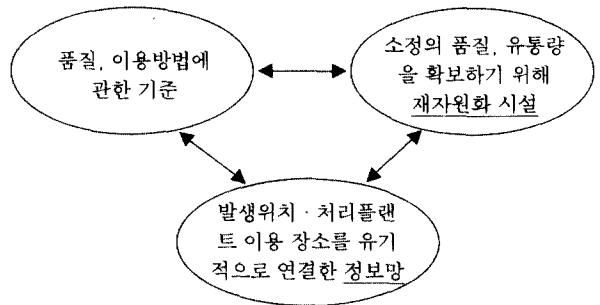 품질, 이용방법에
관한 기준
소정의 품질, 유통량
을 확보하기 위해
재자원화 시설
발생위치 · 처리플랜
트 이용 장소를 유기
적으로 연결한 정보망